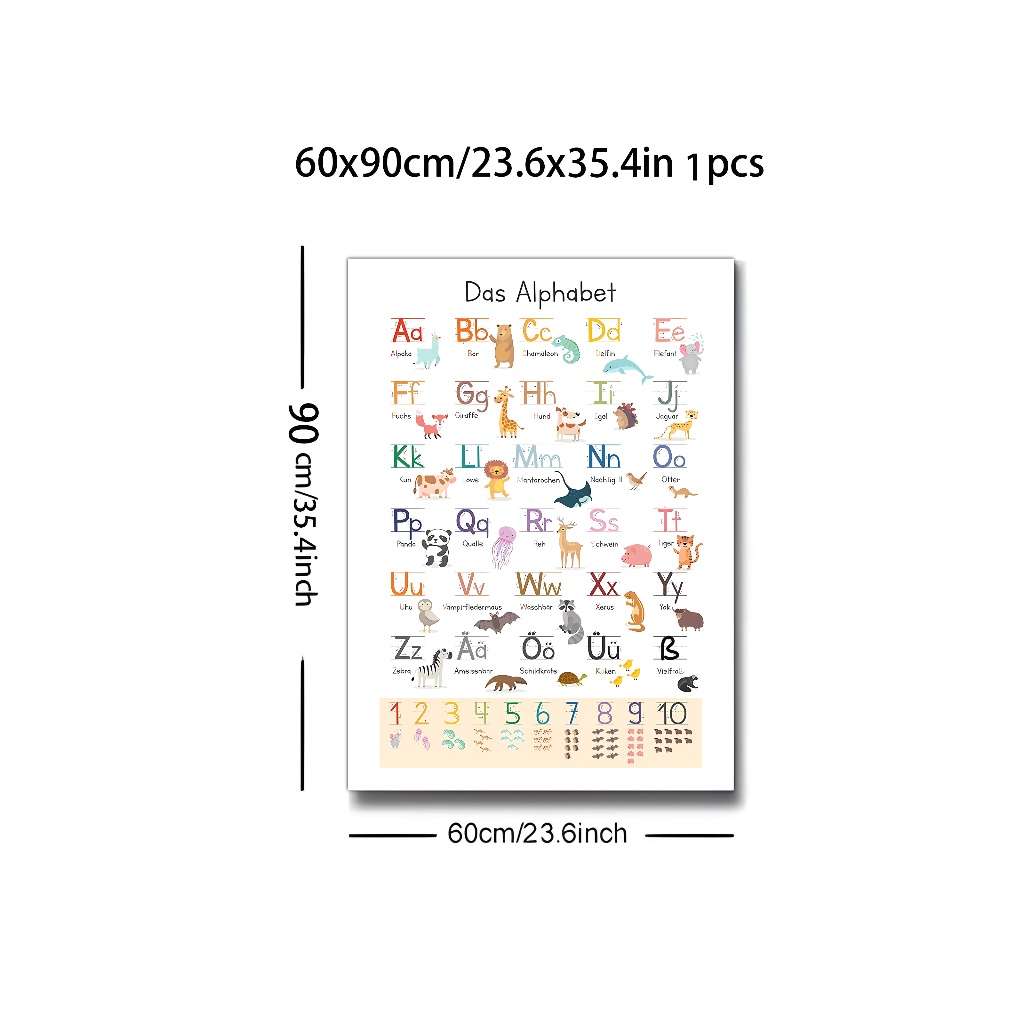 60x90cm/23.6x35.4in 1pcs
Das Alphabet
Aa Bb Cc Dd Ee
Alpaka Bär Chamäleon Delfin Elefant
Ff Gg Hh Ii Jj
Fuchs Giraffe Hund Igel Jaguar
Kk Ll Mm Nn Oo
Kuh Löwe Mantarochen Otter
Pp Qq Rr Ss Tt
Panda Qualle Reh Schwein Tiger
Uu Vv Ww Xx Yy
Uhu Vampirfledermaus Waschbär Xerus Yak
Zz Ää Öö Üü ß
Zebra Ameisenbär Schildkröte Küken Vielfraß
1 2 3 4 5 6 7 8 9 10
90 cm/35.4inch
60cm/23.6inch